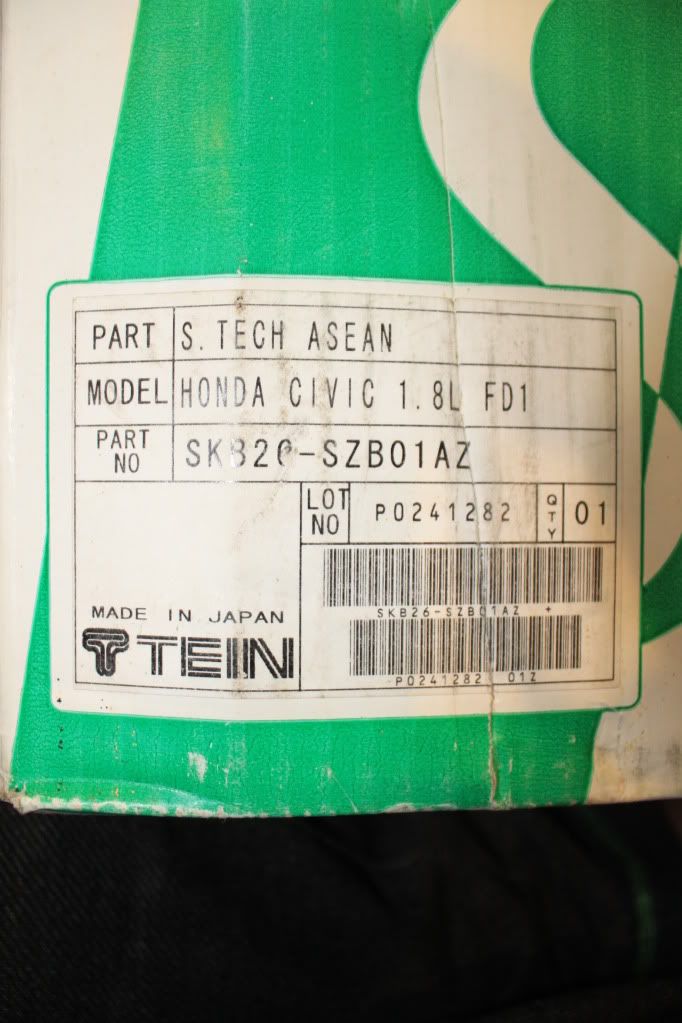 PART S. TECH ASEAN
MODEL HONDA CIVIC 1.8L FD1
PART NO SKB26-SZB01AZ
LOT NO P0241282 QTY 01
SKB26-SZB01AZ +
P0241282 01Z
MADE IN JAPAN
TEIN